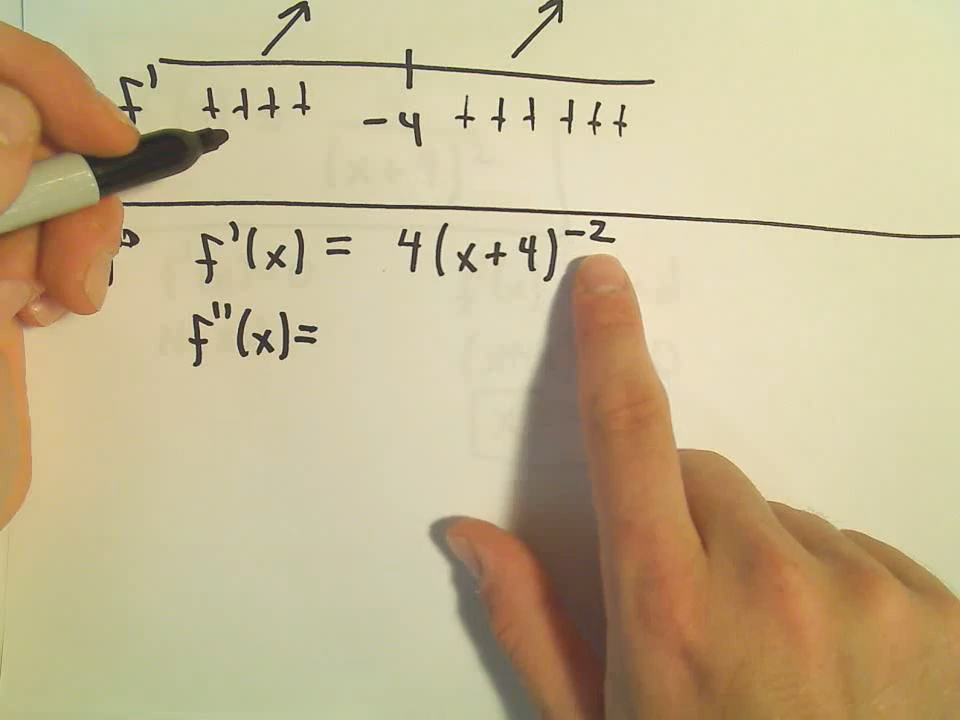 f' ++++ -4 ++++++
f'(x) = 4(x+4)^-2
f''(x)=